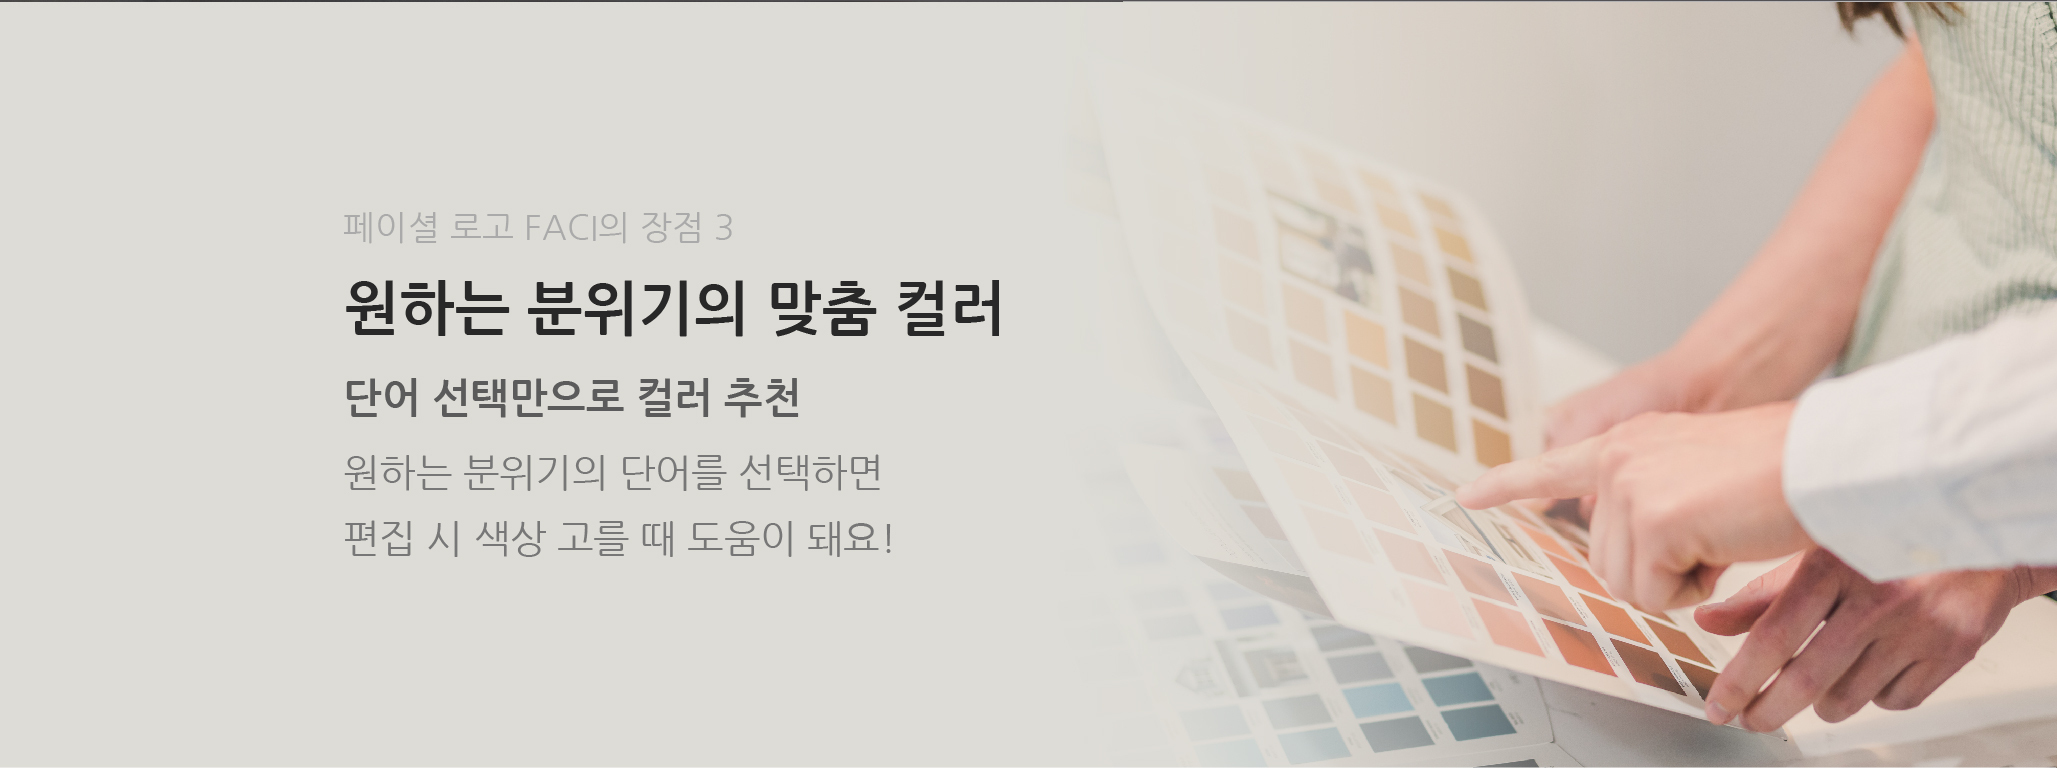 페이셜 로고 FACI의 장점 3
원하는 분위기의 맞춤 컬러
단어 선택만으로 컬러 추천
원하는 분위기의 단어를 선택하면
편집 시 색상 고를 때 도움이 돼요!